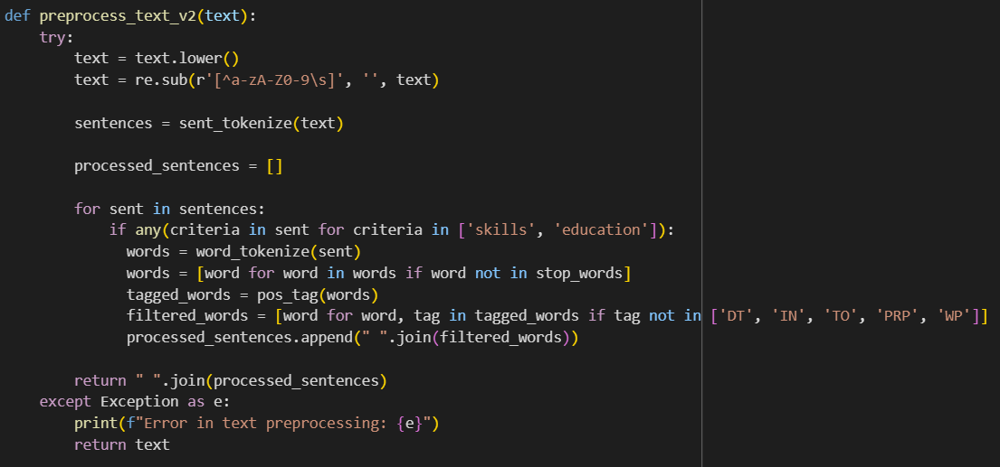 def preprocess_text_v2(text):
    try:
        text = text.lower()
        text = re.sub(r'[^a-zA-Z0-9\s]', '', text)

        sentences = sent_tokenize(text)

        processed_sentences = []

        for sent in sentences:
            if any(criteria in sent for criteria in ['skills', 'education']):
              words = word_tokenize(sent)
              words = [word for word in words if word not in stop_words]
              tagged_words = pos_tag(words)
              filtered_words = [word for word, tag in tagged_words if tag not in ['DT', 'IN', 'TO', 'PRP', 'WP']]
              processed_sentences.append(" ".join(filtered_words))

        return " ".join(processed_sentences)
    except Exception as e:
        print(f"Error in text preprocessing: {e}")
        return text